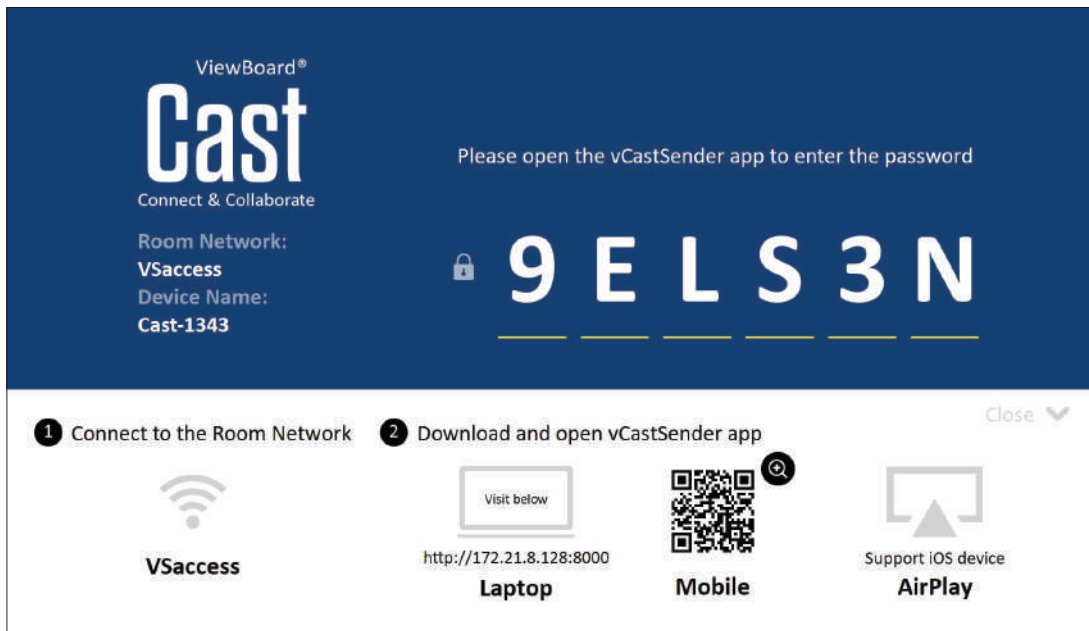 ViewBoard®
Cast
Connect & Collaborate
Room Network:
VSaccess
Device Name:
Cast-1343
Please open the vCastSender app to enter the password
9 E L S 3 N
Close
1 Connect to the Room Network
VSaccess
2 Download and open vCastSender app
Visit below
http://172.21.8.128:8000
Laptop
Mobile
Support iOS device
AirPlay